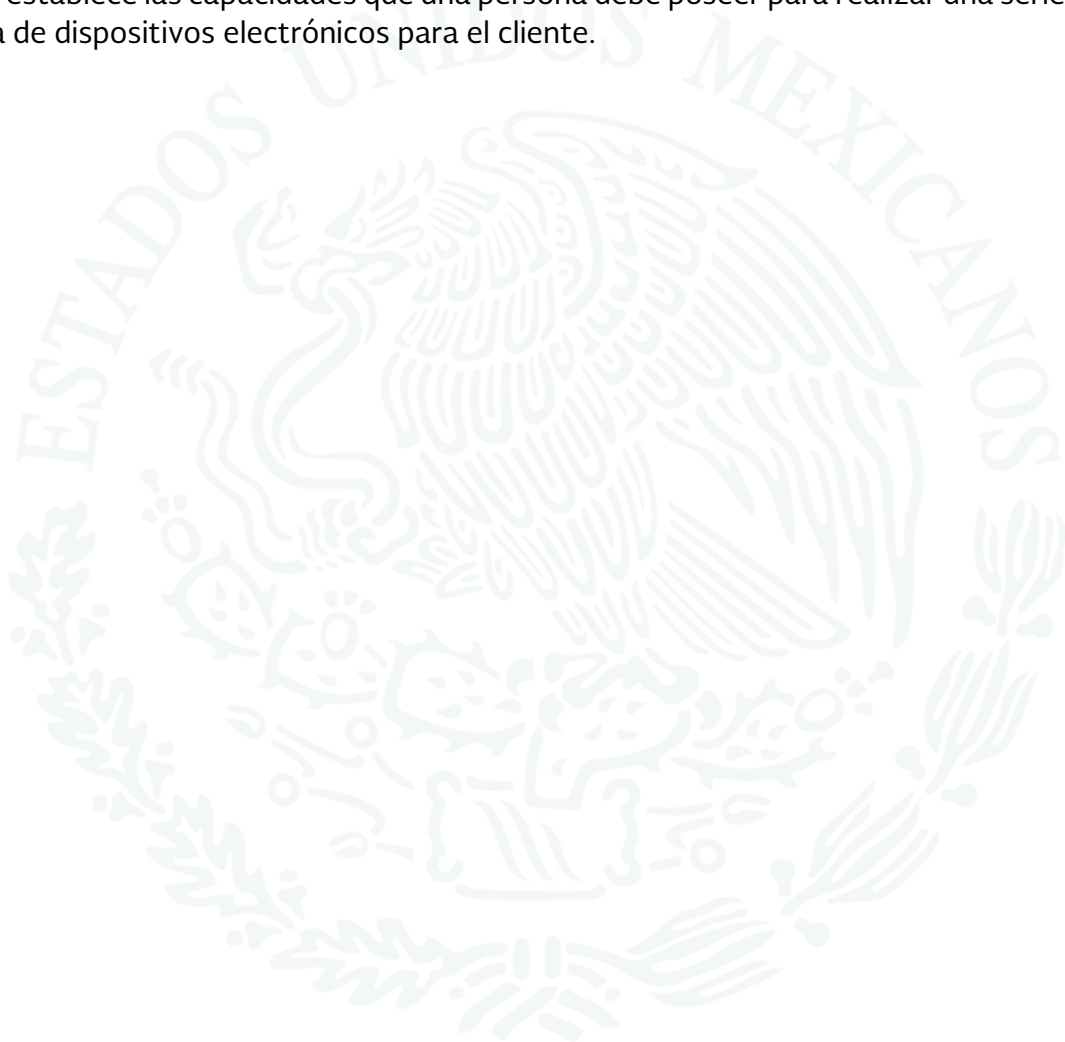 establece las capacidades que una persona debe poseer para realizar una serie
de dispositivos electrónicos para el cliente.
ESTADOS UNIDOS MEXICANOS